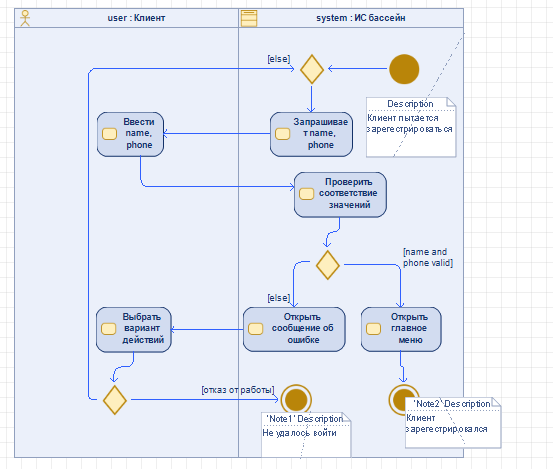 user : Клиент
system : ИС бассейн
[else]
Description
Клиент пытается
зарегестрироваться
Ввести
name,
phone
Запрашивае
т name,
phone
Проверить
соответствие
значений
[name and
phone valid]
[else]
Выбрать
вариант
действий
Открыть
сообщение об
ошибке
Открыть
главное
меню
[отказ от работы]
'Note1' Description
Не удалось войти
'Note2' Description
Клиент
зарегестрировался